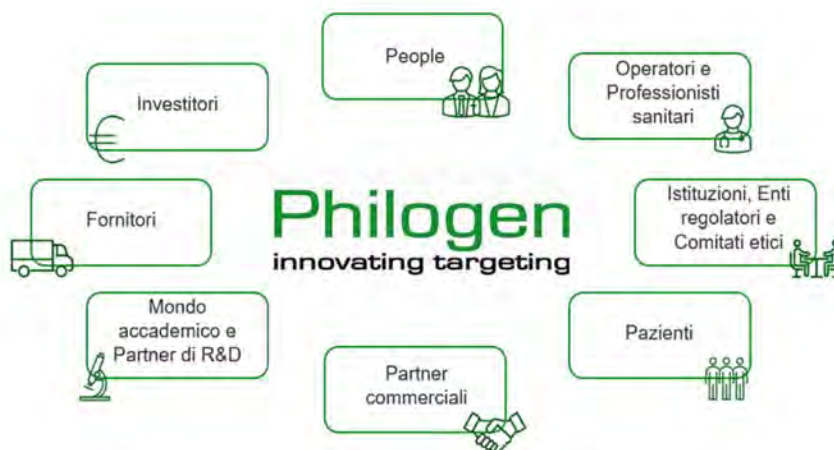 People
Operatori e
Professionisti
sanitari
Istituzioni, Enti
regolatori e
Comitati etici
Pazienti
Partner
commerciali
Mondo
accademico e
Partner di R&D
Fornitori
Investitori
Philogen
innovating targeting